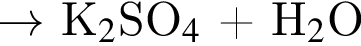 → K₂SO₄ + H₂O